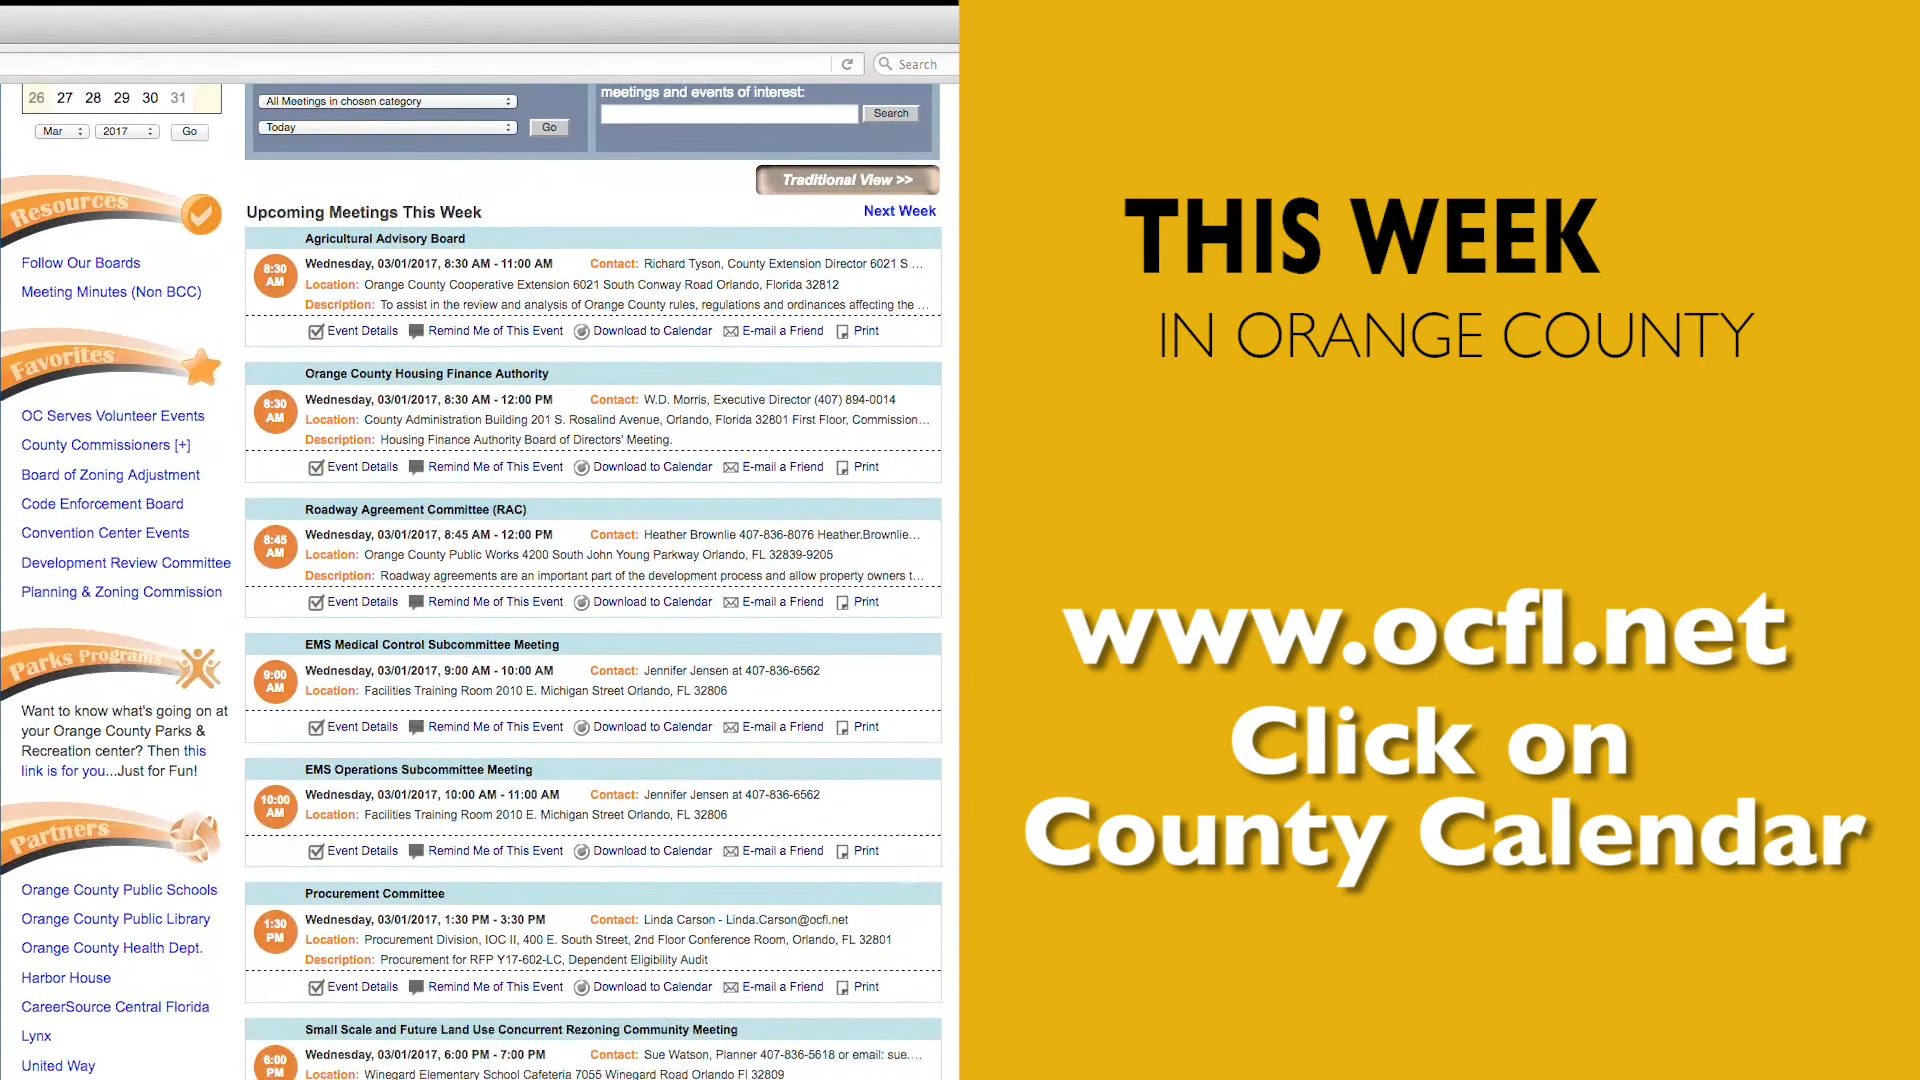 Search
26 27 28 29 30 31
Mar 2017 Go
All Meetings in chosen category
Today Go
meetings and events of interest:
Search
Traditional View >>
Resources
Follow Our Boards
Meeting Minutes (Non BCC)
Favorites
OC Serves Volunteer Events
County Commissioners [+]
Board of Zoning Adjustment
Code Enforcement Board
Convention Center Events
Development Review Committee
Planning & Zoning Commission
Parks Programs
Want to know what's going on at
your Orange County Parks &
Recreation center? Then this
link is for you...Just for Fun!
Partners
Orange County Public Schools
Orange County Public Library
Orange County Health Dept.
Harbor House
CareerSource Central Florida
Lynx
United Way
Upcoming Meetings This Week Next Week
Agricultural Advisory Board
8:30 AM
Wednesday, 03/01/2017, 8:30 AM - 11:00 AM Contact: Richard Tyson, County Extension Director 6021 S ...
Location: Orange County Cooperative Extension 6021 South Conway Road Orlando, Florida 32812
Description: To assist in the review and analysis of Orange County rules, regulations and ordinances affecting the ...
Event Details Remind Me of This Event Download to Calendar E-mail a Friend Print
Orange County Housing Finance Authority
8:30 AM
Wednesday, 03/01/2017, 8:30 AM - 12:00 PM Contact: W.D. Morris, Executive Director (407) 894-0014
Location: County Administration Building 201 S. Rosalind Avenue, Orlando, Florida 32801 First Floor, Commission...
Description: Housing Finance Authority Board of Directors' Meeting.
Event Details Remind Me of This Event Download to Calendar E-mail a Friend Print
Roadway Agreement Committee (RAC)
8:45 AM
Wednesday, 03/01/2017, 8:45 AM - 12:00 PM Contact: Heather Brownlie 407-836-8076 Heather.Brownlie...
Location: Orange County Public Works 4200 South John Young Parkway Orlando, FL 32839-9205
Description: Roadway agreements are an important part of the development process and allow property owners t...
Event Details Remind Me of This Event Download to Calendar E-mail a Friend Print
EMS Medical Control Subcommittee Meeting
9:00 AM
Wednesday, 03/01/2017, 9:00 AM - 10:00 AM Contact: Jennifer Jensen at 407-836-6562
Location: Facilities Training Room 2010 E. Michigan Street Orlando, FL 32806
Event Details Remind Me of This Event Download to Calendar E-mail a Friend Print
EMS Operations Subcommittee Meeting
10:00 AM
Wednesday, 03/01/2017, 10:00 AM - 11:00 AM Contact: Jennifer Jensen at 407-836-6562
Location: Facilities Training Room 2010 E. Michigan Street Orlando, FL 32806
Event Details Remind Me of This Event Download to Calendar E-mail a Friend Print
Procurement Committee
1:30 PM
Wednesday, 03/01/2017, 1:30 PM - 3:30 PM Contact: Linda Carson - Linda.Carson@ocfl.net
Location: Procurement Division, IOC II, 400 E. South Street, 2nd Floor Conference Room, Orlando, FL 32801
Description: Procurement for RFP Y17-602-LC, Dependent Eligibility Audit
Event Details Remind Me of This Event Download to Calendar E-mail a Friend Print
Small Scale and Future Land Use Concurrent Rezoning Community Meeting
6:00 PM
Wednesday, 03/01/2017, 6:00 PM - 7:00 PM Contact: Sue Watson, Planner 407-836-5618 or email: sue....
Location: Winegard Elementary School Cafeteria 7055 Winegard Road Orlando Fl 32809
THIS WEEK
IN ORANGE COUNTY
www.ocfl.net
Click on
County Calendar